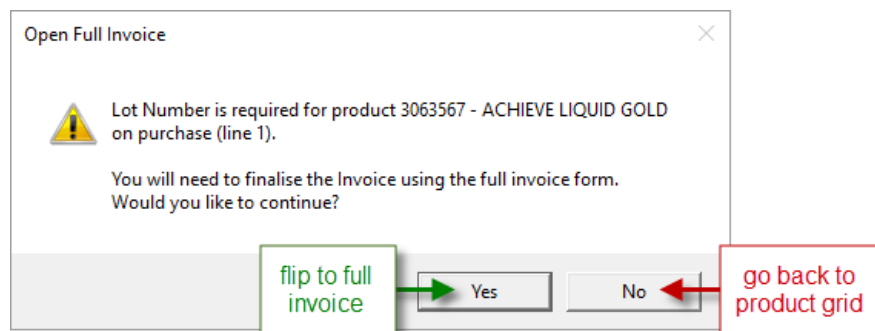 Open Full Invoice
Lot Number is required for product 3063567 - ACHIEVE LIQUID GOLD
on purchase (line 1).
You will need to finalise the Invoice using the full invoice form.
Would you like to continue?
flip to full
invoice
Yes
No
go back to
product grid